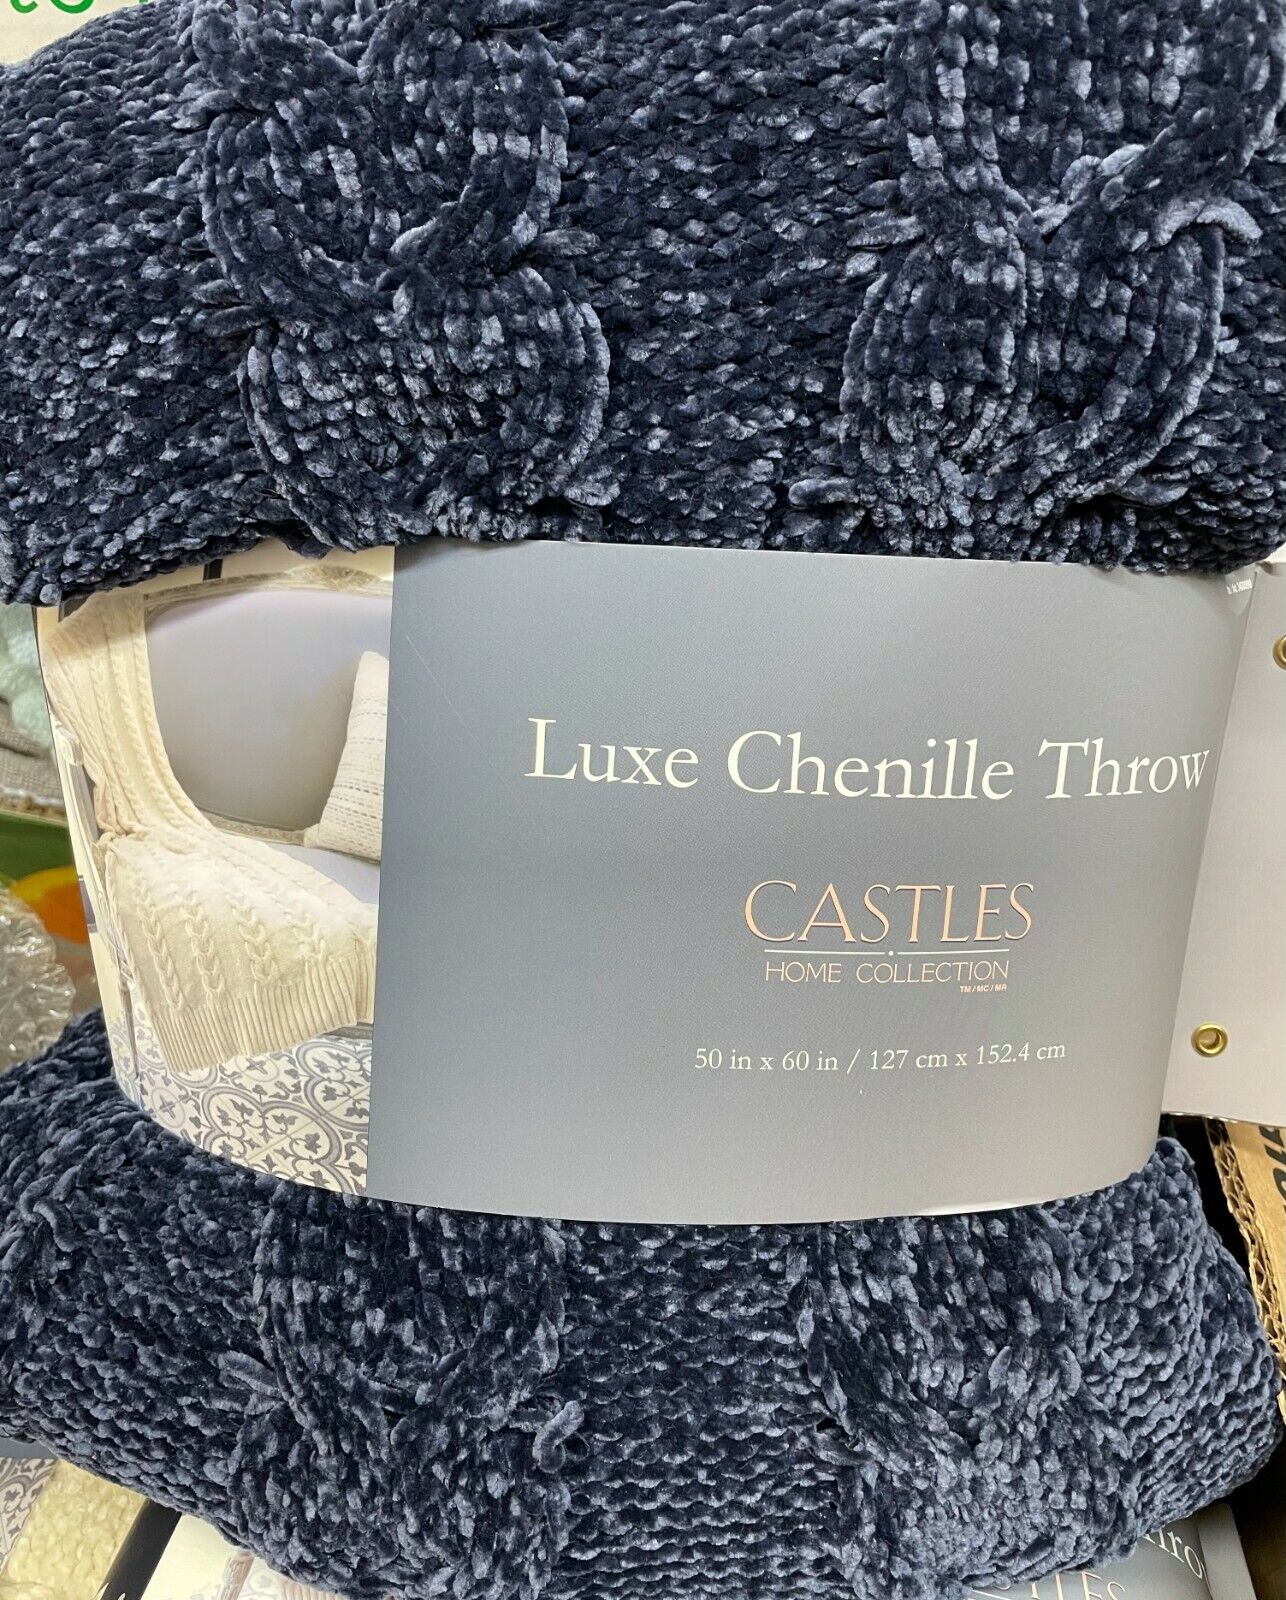 Luxe Chenille Throw
CASTLES
HOME COLLECTION
TM/MC/MR
50 in x 60 in / 127 cm x 152.4 cm